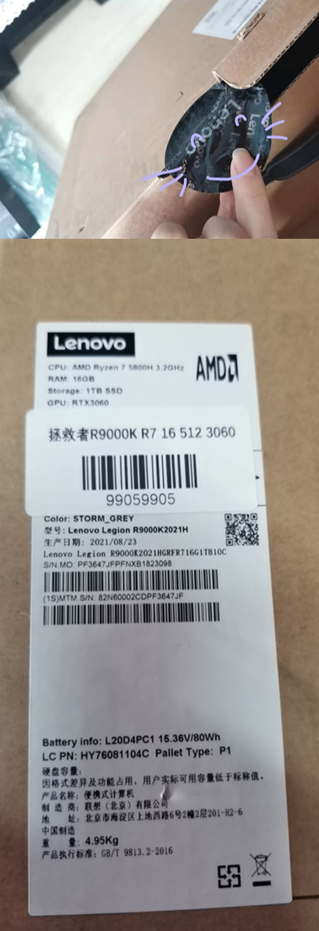 Lenovo
Lenovo
CPU: AMD Ryzen 7 5800H 3.2GHz
AMD
RAM: 16GB
Storage: 1TB SSD
GPU: RTX3060
拯救者R9000K R7 16 512 3060
99059905
Color: STORM_GREY
型号: Lenovo Legion R9000K2021H
生产日期: 2021/08/23
Lenovo Legion R9000K2021HGRFR716G1TB10C
S/N.MO: PF3647JFPFNXB1823098
(1S)MTM.S/N: 82N60002CDPF3647JF
Battery info: L20D4PC1 15.36V/80Wh
LC PN: HY76081104C Pallet Type: P1
硬盘容量:
因格式差异及功能占用，用户实际可用容量低于标称值。
产品名称: 便携式计算机
制 造 商: 联想（北京）有限公司
地 址: 北京市海淀区上地西路6号2幢2层201-H2-6
中国制造
重 量: 4.95Kg
产品执行标准: GB/T 9813.2-2016